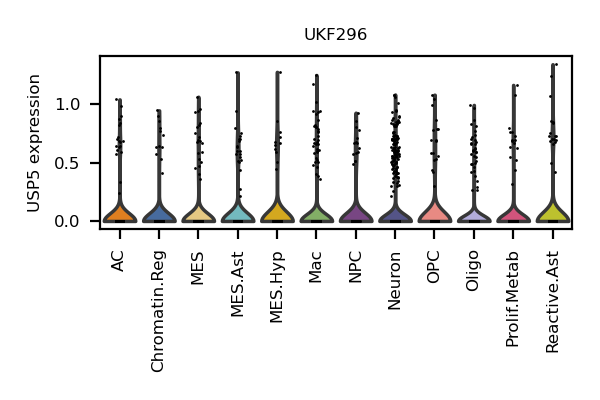 UKF296
USP5 expression
1.0
0.5
0.0
AC
Chromatin.Reg
MES
MES.Ast
MES.Hyp
Mac
NPC
Neuron
OPC
Oligo
Prolif.Metab
Reactive.Ast